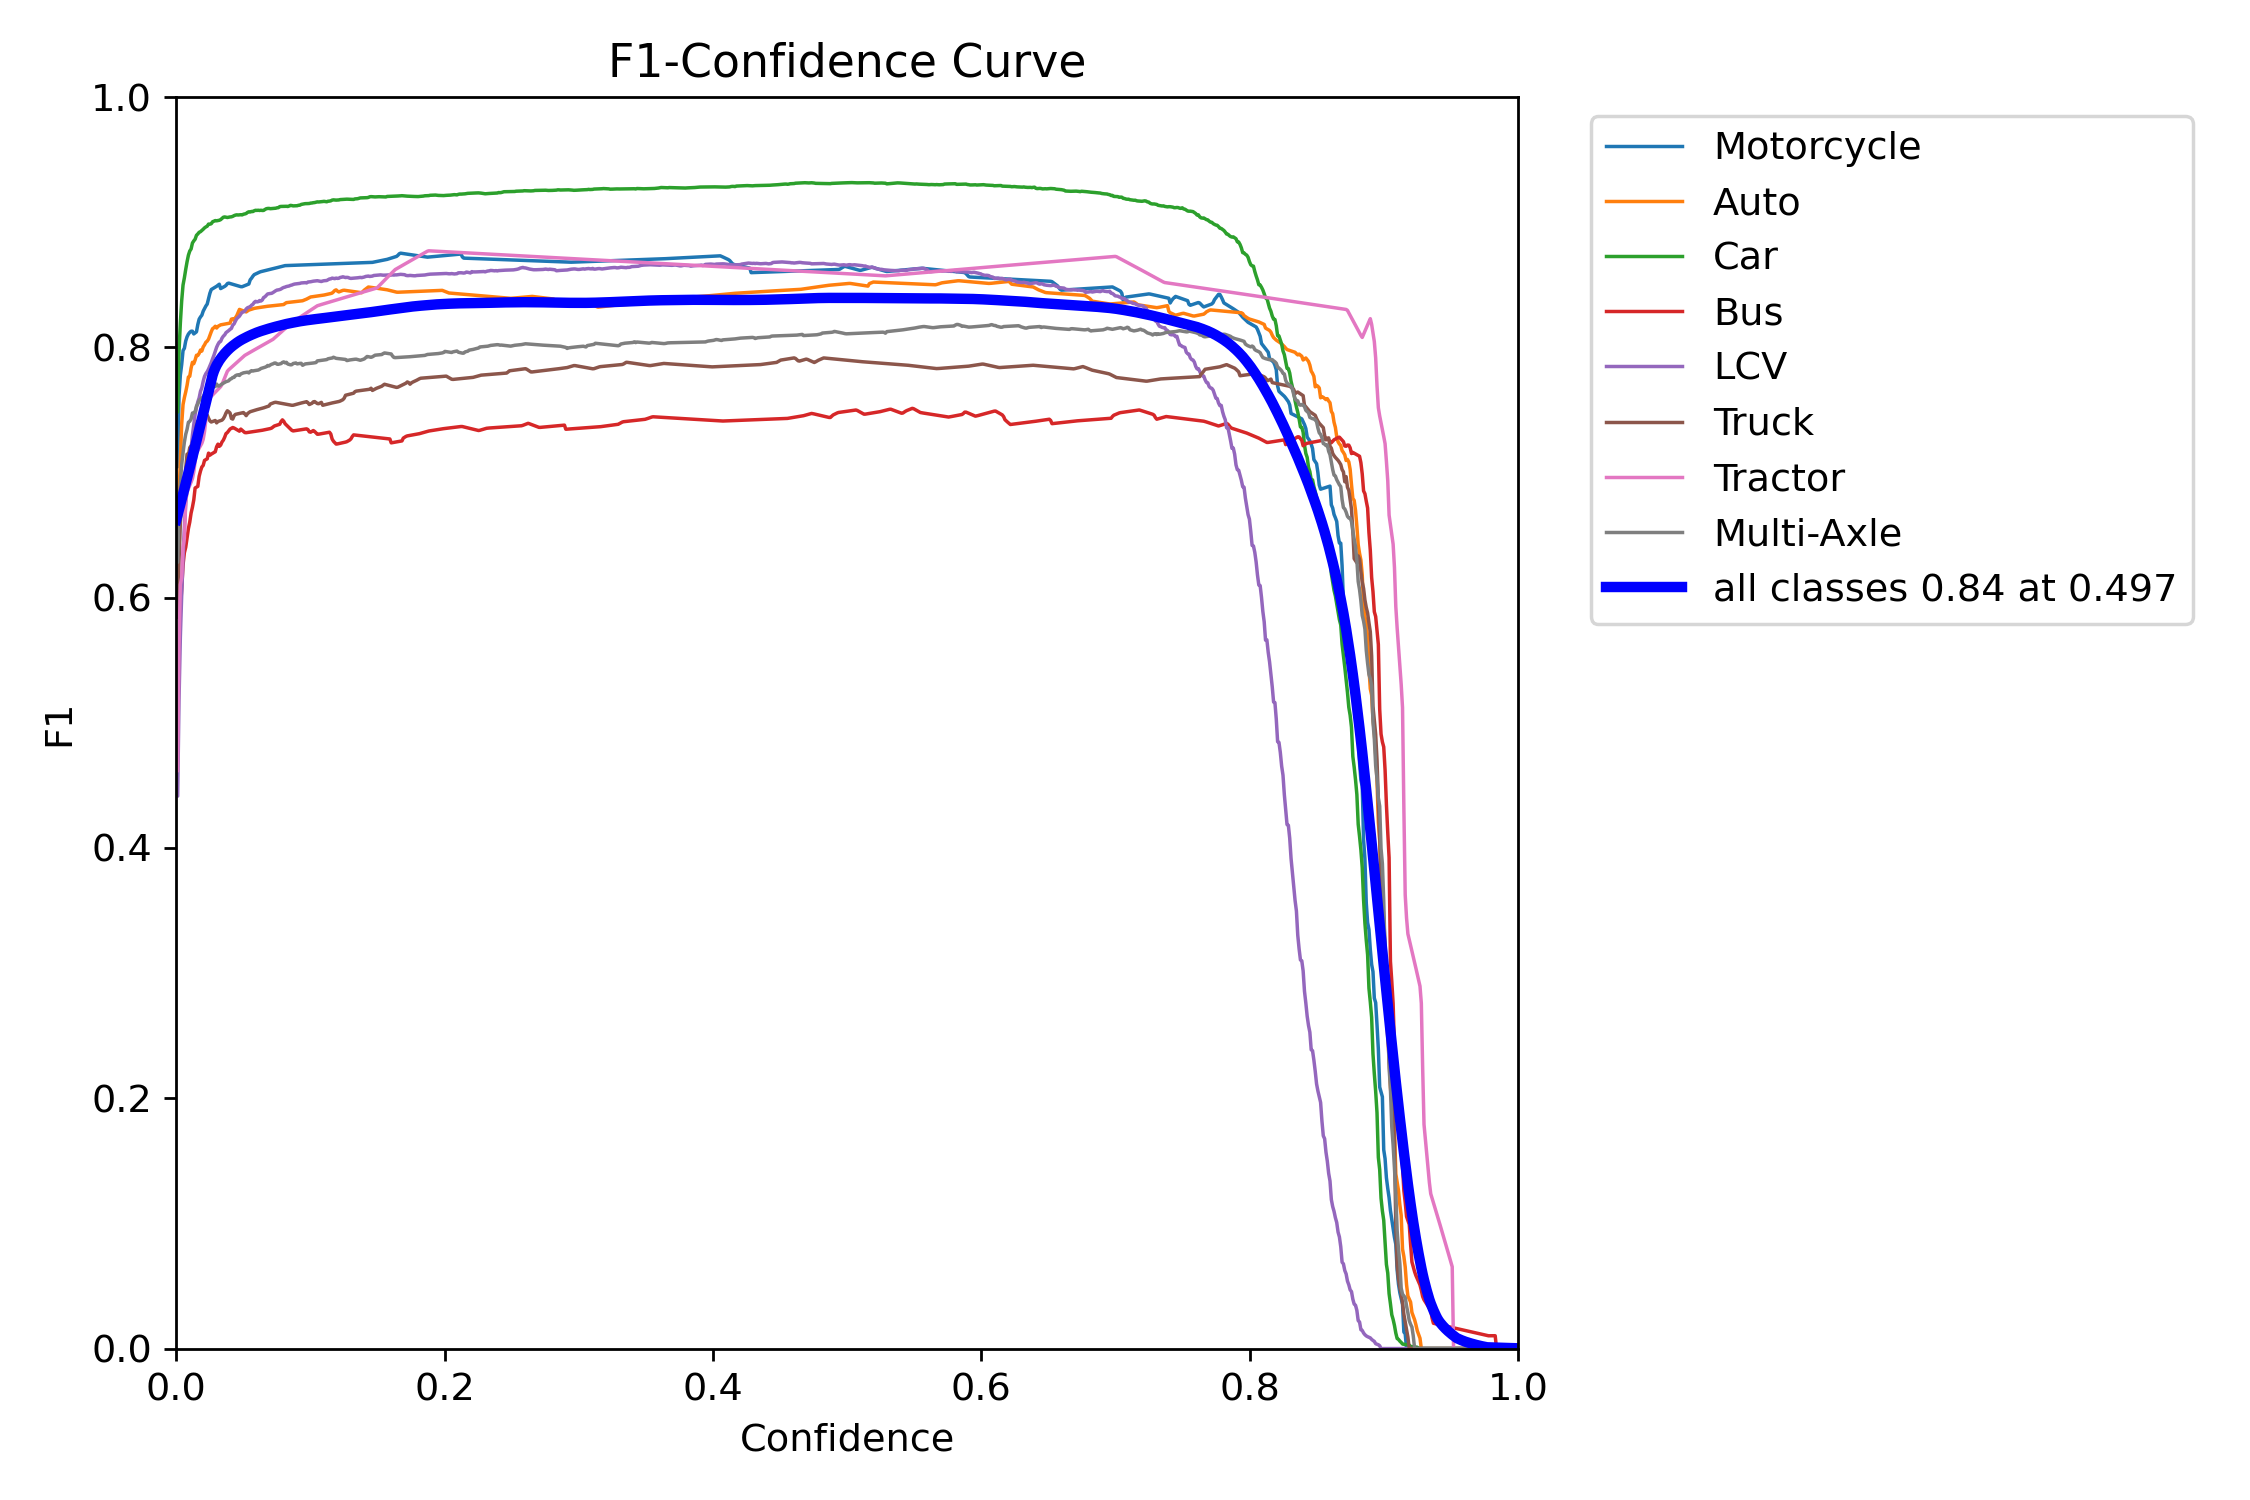 F1-Confidence Curve
1.0
0.8
0.6
0.4
0.2
0.0
F1
0.0 0.2 0.4 0.6 0.8 1.0
Confidence
Motorcycle
Auto
Car
Bus
LCV
Truck
Tractor
Multi-Axle
all classes 0.84 at 0.497